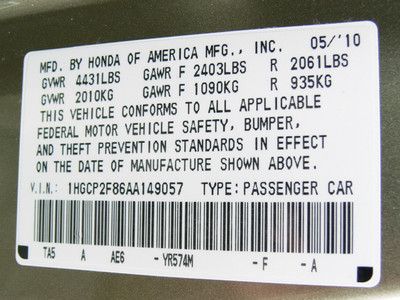 MFD. BY HONDA OF AMERICA MFG., INC. 05/'10
GVWR 4431LBS GAWR F 2403LBS R 2061LBS
GVWR 2010KG GAWR F 1090KG R 935KG
THIS VEHICLE CONFORMS TO ALL APPLICABLE
FEDERAL MOTOR VEHICLE SAFETY, BUMPER,
AND THEFT PREVENTION STANDARDS IN EFFECT
ON THE DATE OF MANUFACTURE SHOWN ABOVE.
V.I.N.: 1HGCP2F86AA149057 TYPE: PASSENGER CAR
TA5 A AE6 - YR574M - F - A